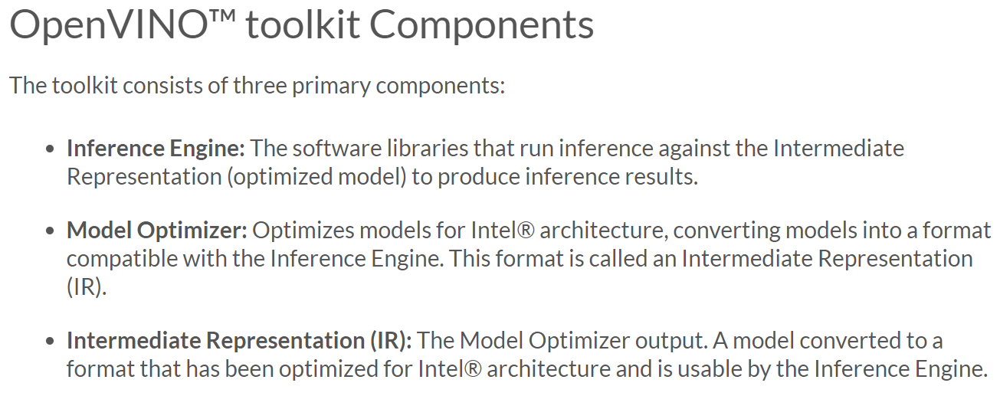 OpenVINO™ toolkit Components
The toolkit consists of three primary components:
• Inference Engine: The software libraries that run inference against the Intermediate
Representation (optimized model) to produce inference results.
• Model Optimizer: Optimizes models for Intel® architecture, converting models into a format
compatible with the Inference Engine. This format is called an Intermediate Representation
(IR).
• Intermediate Representation (IR): The Model Optimizer output. A model converted to a
format that has been optimized for Intel® architecture and is usable by the Inference Engine.